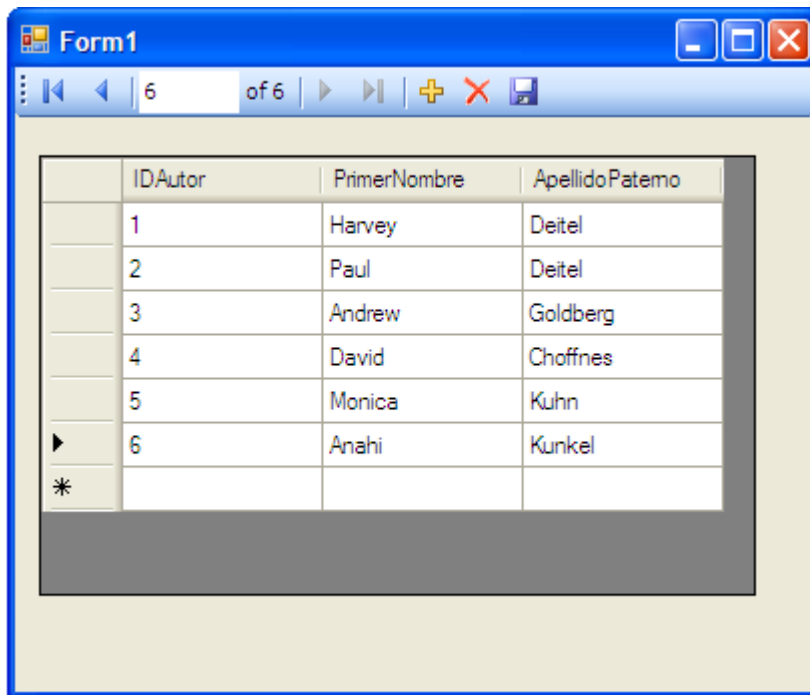 Form1
6 of 6
IDAutor PrimerNombre ApellidoPaterno
1 Harvey Deitel
2 Paul Deitel
3 Andrew Goldberg
4 David Choffnes
5 Monica Kuhn
6 Anahi Kunkel